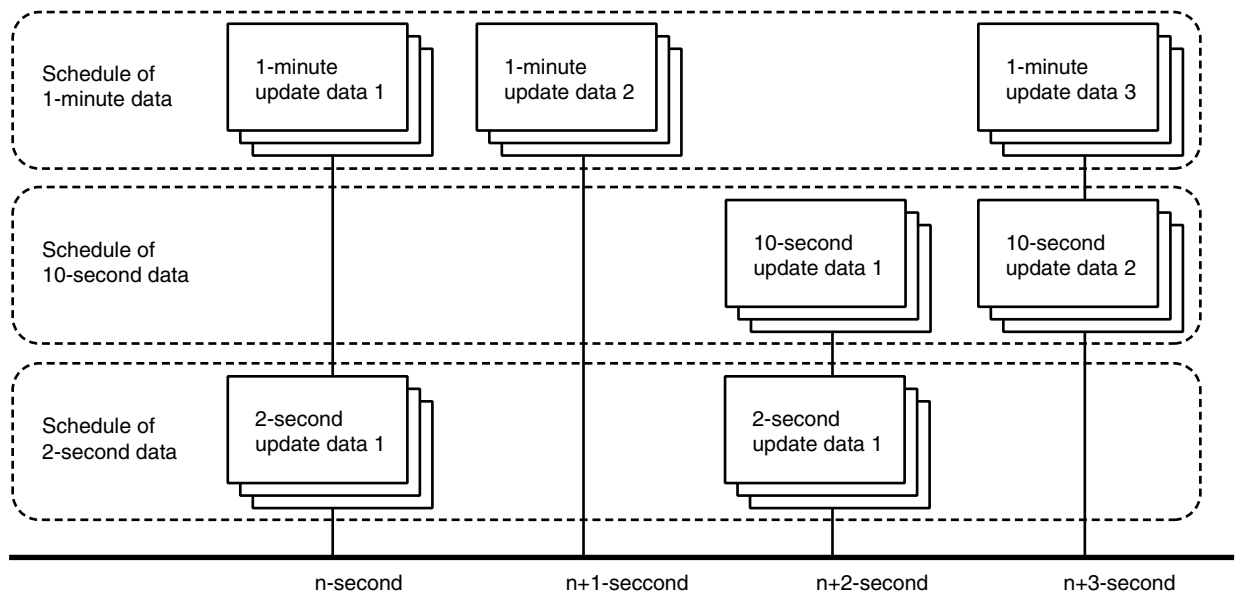 Schedule of
1-minute data
1-minute
update data 1
1-minute
update data 2
1-minute
update data 3
Schedule of
10-second data
10-second
update data 1
10-second
update data 2
Schedule of
2-second data
2-second
update data 1
2-second
update data 1
n-second
n+1-seccond
n+2-second
n+3-second